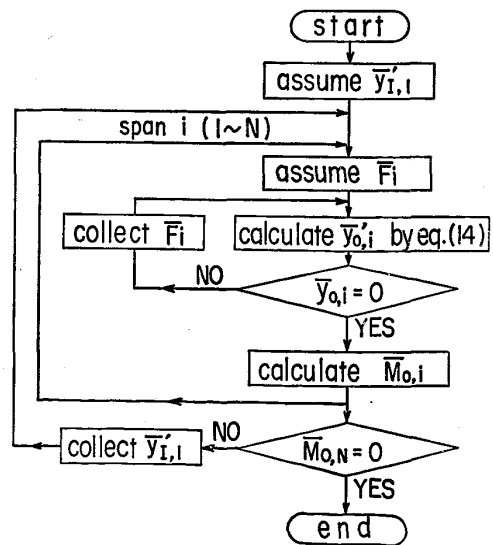 start
assume ȳ′I,1
span i (1~N)
assume F̄i
collect F̄i
calculate ȳ′o,i by eq.(14)
NO
ȳo,i = 0
YES
calculate M̄o,i
collect ȳ′I,1
NO
M̄o,N = 0
YES
end